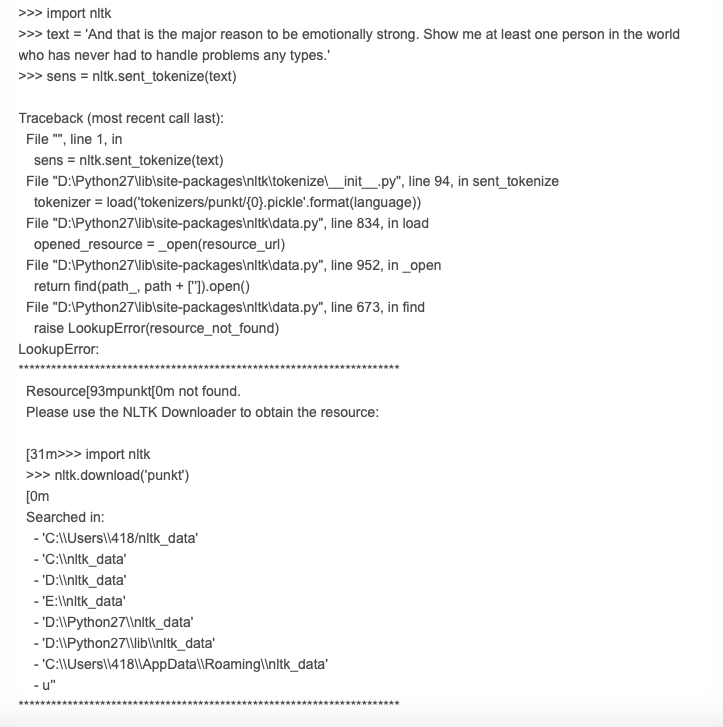 >>> import nltk
>>> text = 'And that is the major reason to be emotionally strong. Show me at least one person in the world
who has never had to handle problems any types.'
>>> sens = nltk.sent_tokenize(text)
Traceback (most recent call last):
File "", line 1, in
sens = nltk.sent_tokenize(text)
File "D:\Python27\lib\site-packages\nltk\tokenize\__init__.py", line 94, in sent_tokenize
tokenizer = load('tokenizers/punkt/{0}.pickle'.format(language))
File "D:\Python27\lib\site-packages\nltk\data.py", line 834, in load
opened_resource = _open(resource_url)
File "D:\Python27\lib\site-packages\nltk\data.py", line 952, in _open
return find(path_, path + ['']).open()
File "D:\Python27\lib\site-packages\nltk\data.py", line 673, in find
raise LookupError(resource_not_found)
LookupError:
**********************************************************************
Resource[93mpunkt[0m not found.
Please use the NLTK Downloader to obtain the resource:
[31m>>> import nltk
>>> nltk.download('punkt')
[0m
Searched in:
- 'C:\\Users\\418/nltk_data'
- 'C:\\nltk_data'
- 'D:\\nltk_data'
- 'E:\\nltk_data'
- 'D:\\Python27\\nltk_data'
- 'D:\\Python27\\lib\\nltk_data'
- 'C:\\Users\\418\\AppData\\Roaming\\nltk_data'
- u''
**********************************************************************